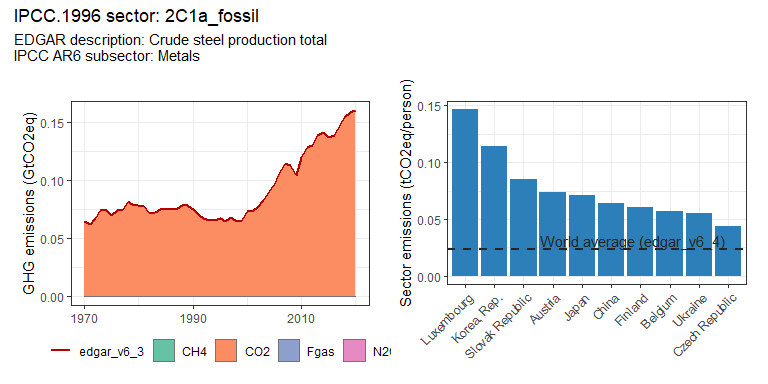 IPCC.1996 sector: 2C1a_fossil
EDGAR description: Crude steel production total
IPCC AR6 subsector: Metals
GHG emissions (GtCO2eq)
0.15
0.10
0.05
0.00
1970
1990
2010
edgar_v6_3
CH4
CO2
Fgas
N2
Sector emissions (tCO2eq/person)
0.15
0.10
0.05
0.00
World average (edgar_v6_4)
Luxembourg
Korea, Rep.
Slovak Republic
Austria
Japan
China
Finland
Belgium
Ukraine
Czech Republic